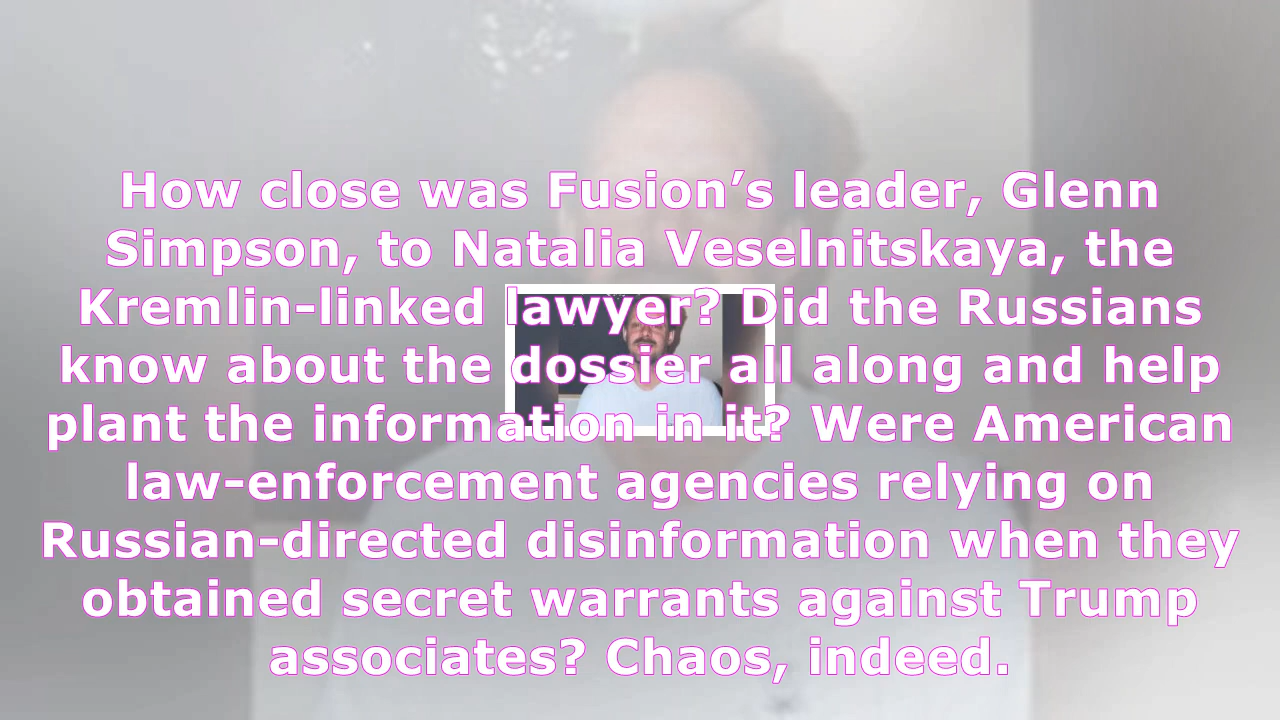 How close was Fusion’s leader, Glenn
Simpson, to Natalia Veselnitskaya, the
Kremlin-linked lawyer? Did the Russians
know about the dossier all along and help
plant the information in it? Were American
law-enforcement agencies relying on
Russian-directed disinformation when they
obtained secret warrants against Trump
associates? Chaos, indeed.